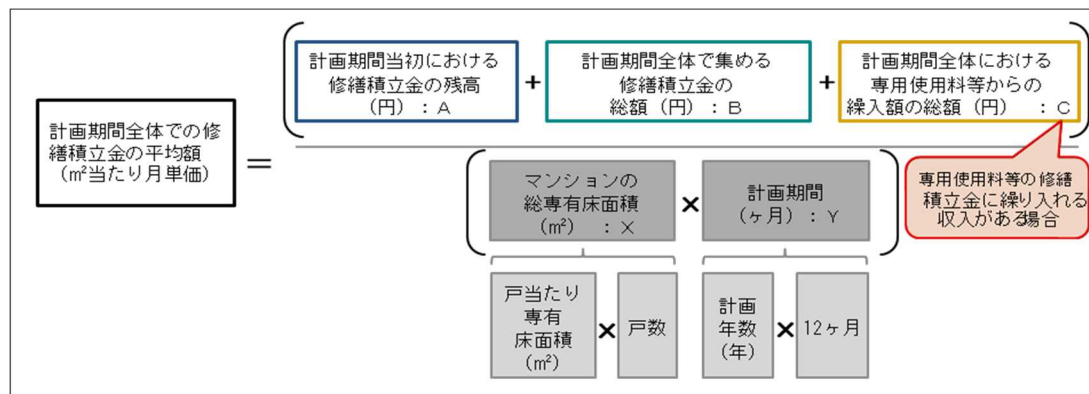 計画期間全体での修
繕積立金の平均額
(㎡当たり月単価)
＝
計画期間当初における
修繕積立金の残高
(円) ：A
＋
計画期間全体で集める
修繕積立金の
総額(円)：B
＋
計画期間全体における
専用使用料等からの
繰入額の総額(円) ：C
マンションの
総専有床面積
(㎡) ：X
×
計画期間
(ヶ月)：Y
専用使用料等の修繕
積立金に繰り入れる
収入がある場合
戸当たり
専有
床面積
(㎡)
×
戸数
計画
年数
(年)
×
12ヶ月